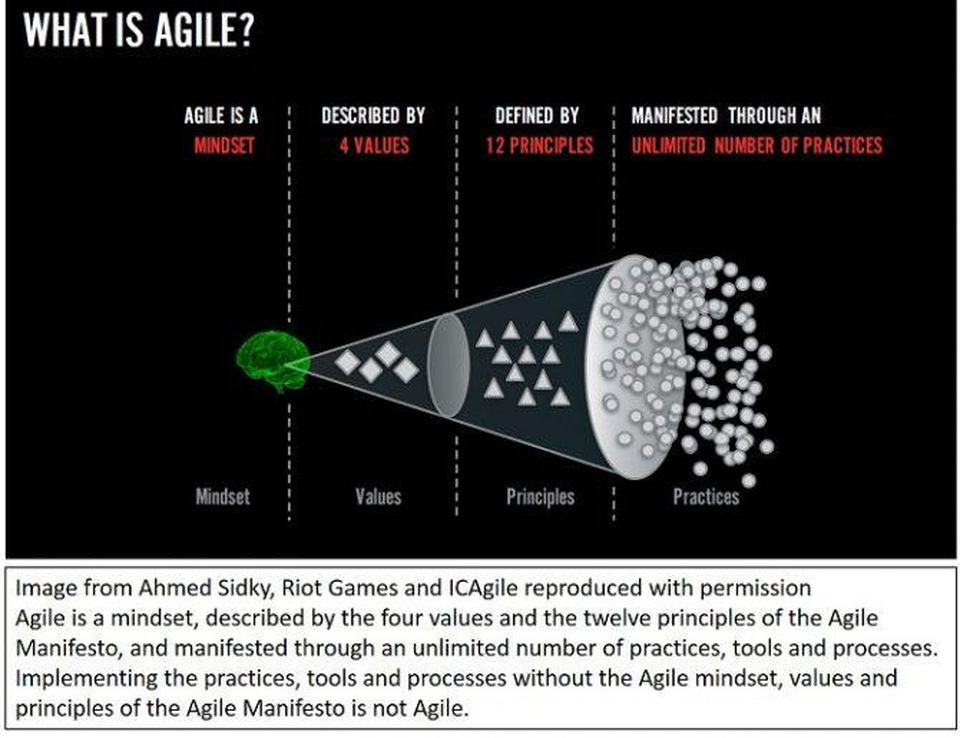 WHAT IS AGILE?
AGILE IS A
MINDSET
DESCRIBED BY
4 VALUES
DEFINED BY
12 PRINCIPLES
MANIFESTED THROUGH AN
UNLIMITED NUMBER OF PRACTICES
Mindset
Values
Principles
Practices
Image from Ahmed Sidky, Riot Games and ICAgile reproduced with permission
Agile is a mindset, described by the four values and the twelve principles of the Agile
Manifesto, and manifested through an unlimited number of practices, tools and processes.
Implementing the practices, tools and processes without the Agile mindset, values and
principles of the Agile Manifesto is not Agile.